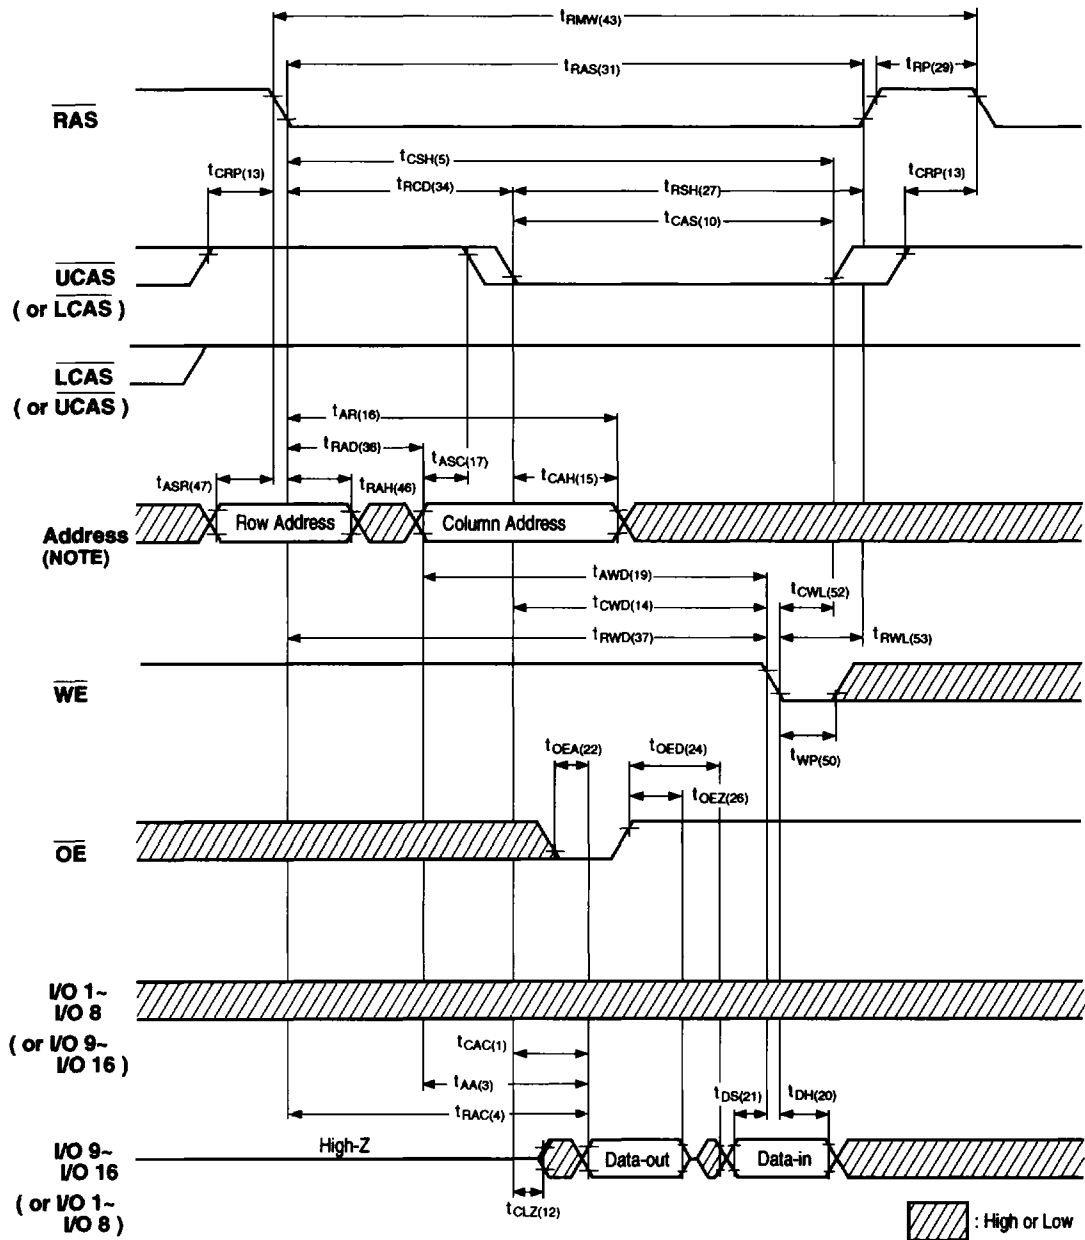 tRMW(43)
tRAS(31)
tRP(29)
RAS
tCSH(5)
tCRP(13)
tRCD(34)
tRSH(27)
tCRP(13)
tCAS(10)
UCAS
( or LCAS )
LCAS
( or UCAS )
tAR(16)
tRAD(36)
tASC(17)
tASR(47)
tRAH(46)
tCAH(15)
Row Address
Column Address
Address
(NOTE)
tAWD(19)
tCWL(52)
tCWD(14)
tRWD(37)
tRWL(53)
WE
tWP(50)
tOEA(22)
tOED(24)
tOEZ(26)
OE
I/O 1~
I/O 8
( or I/O 9~
I/O 16 )
tCAC(1)
tAA(3)
tDS(21)
tDH(20)
tRAC(4)
High-Z
I/O 9~
I/O 16
Data-out
Data-in
( or I/O 1~
I/O 8 )
tCLZ(12)
: High or Low